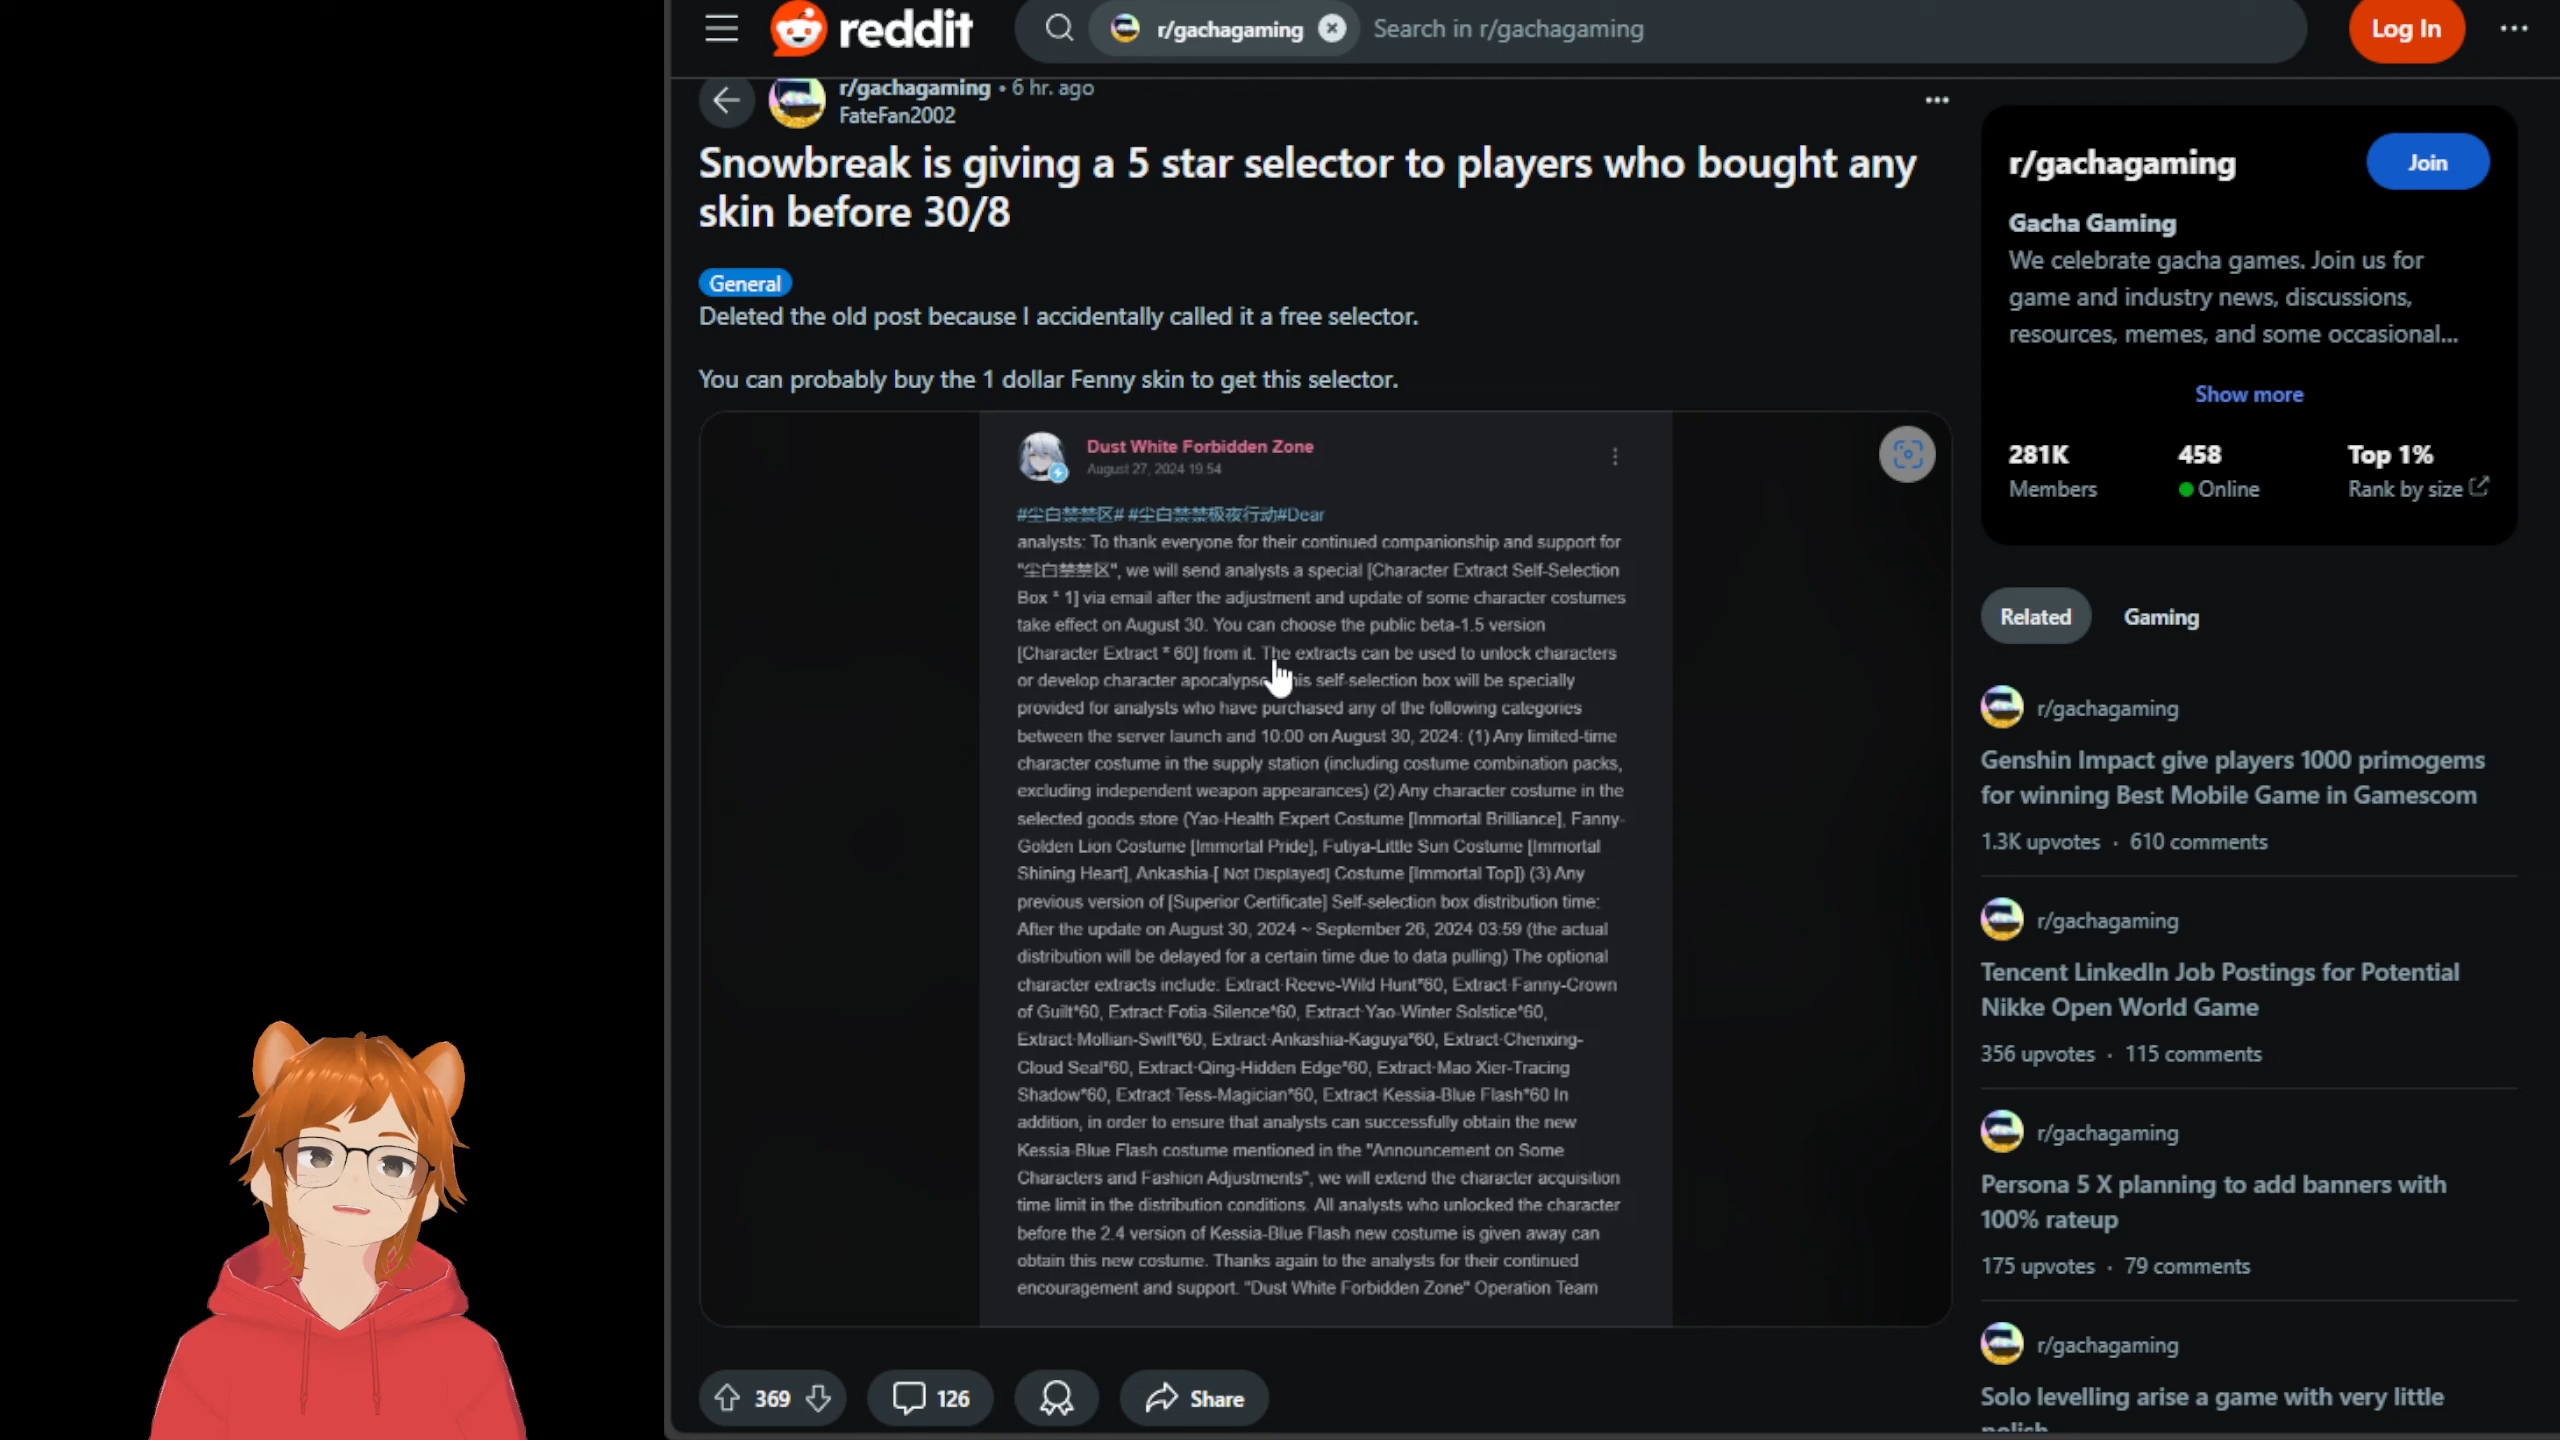 reddit
r/gachagaming
Search in r/gachagaming
Log In
r/gachagaming • 6 hr. ago
FateFan2002
Snowbreak is giving a 5 star selector to players who bought any
skin before 30/8
General
Deleted the old post because I accidentally called it a free selector.
You can probably buy the 1 dollar Fenny skin to get this selector.
Dust White Forbidden Zone
August 27, 2024 19:54
#尘白禁禁区# #尘白禁禁极夜行动#Dear
analysts: To thank everyone for their continued companionship and support for
"尘白禁禁区", we will send analysts a special [Character Extract Self-Selection
Box * 1] via email after the adjustment and update of some character costumes
take effect on August 30. You can choose the public beta-1.5 version
[Character Extract * 60] from it. The extracts can be used to unlock characters
or develop character apocalypse. self-selection box will be specially
provided for analysts who have purchased any of the following categories
between the server launch and 10:00 on August 30, 2024: (1) Any limited-time
character costume in the supply station (including costume combination packs,
excluding independent weapon appearances) (2) Any character costume in the
selected goods store (Yao-Health Expert Costume [Immortal Brilliance], Fanny-
Golden Lion Costume [Immortal Pride], Futiya-Little Sun Costume [Immortal
Shining Heart], Ankashia-[ Not Displayed] Costume [Immortal Top]) (3) Any
previous version of [Superior Certificate] Self-selection box distribution time:
After the update on August 30, 2024 ~ September 26, 2024 03:59 (the actual
distribution will be delayed for a certain time due to data pulling) The optional
character extracts include: Extract·Reeve-Wild Hunt*60, Extract·Fanny-Crown
of Guilt*60, Extract·Fotia-Silence*60, Extract·Yao-Winter Solstice*60,
Extract·Mollian-Swift*60, Extract·Ankashia-Kaguya*60, Extract·Chenxing-
Cloud Seal*60, Extract·Qing-Hidden Edge*60, Extract·Mao Xier-Tracing
Shadow*60, Extract·Tess-Magician*60, Extract·Kessia-Blue Flash*60 In
addition, in order to ensure that analysts can successfully obtain the new
Kessia-Blue Flash costume mentioned in the "Announcement on Some
Characters and Fashion Adjustments", we will extend the character acquisition
time limit in the distribution conditions. All analysts who unlocked the character
before the 2.4 version of Kessia-Blue Flash new costume is given away can
obtain this new costume. Thanks again to the analysts for their continued
encouragement and support. "Dust White Forbidden Zone" Operation Team
369
126
Share
r/gachagaming
Join
Gacha Gaming
We celebrate gacha games. Join us for
game and industry news, discussions,
resources, memes, and some occasional...
Show more
281K
Members
458
Online
Top 1%
Rank by size
Related
Gaming
r/gachagaming
Genshin Impact give players 1000 primogems
for winning Best Mobile Game in Gamescom
1.3K upvotes · 610 comments
r/gachagaming
Tencent LinkedIn Job Postings for Potential
Nikke Open World Game
356 upvotes · 115 comments
r/gachagaming
Persona 5 X planning to add banners with
100% rateup
175 upvotes · 79 comments
r/gachagaming
Solo levelling arise a game with very little
polish